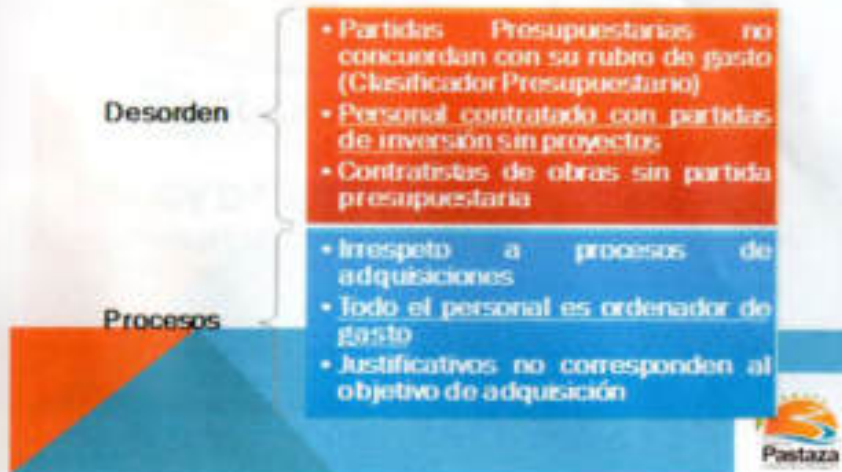 Desorden
• Partidas Presupuestarias no
concuerdan con su rubro de gasto
(Clasificador Presupuestario)
• Personal contratado con partidas
de inversión sin proyectos
• Contratistas de obras sin partida
presupuestaria
Procesos
• Irrespeto a procesos de
adquisiciones
• Todo el personal es ordenador de
gasto
• Justificativos no corresponden al
objetivo de adquisición
Pastaza